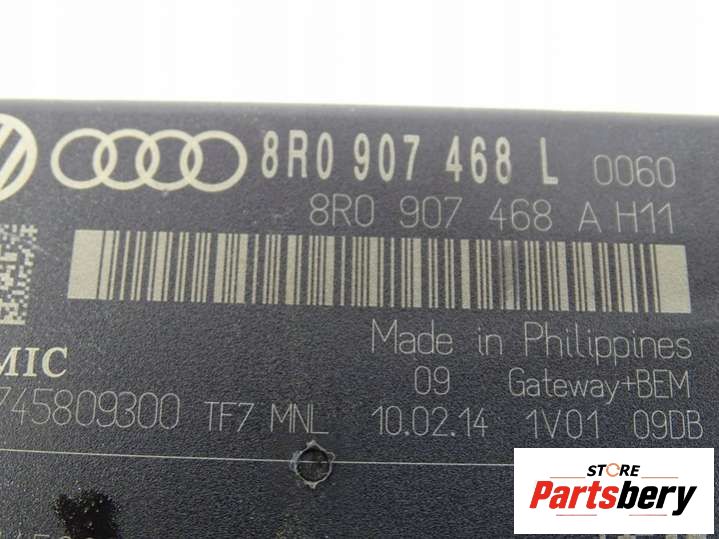 8R0 907 468 L 0060
8R0 907 468 A H11
Made in Philippines
09 Gateway+BEM
745809300 TF7 MNL 10.02.14 1V01 09DB
STORE
Partsbery